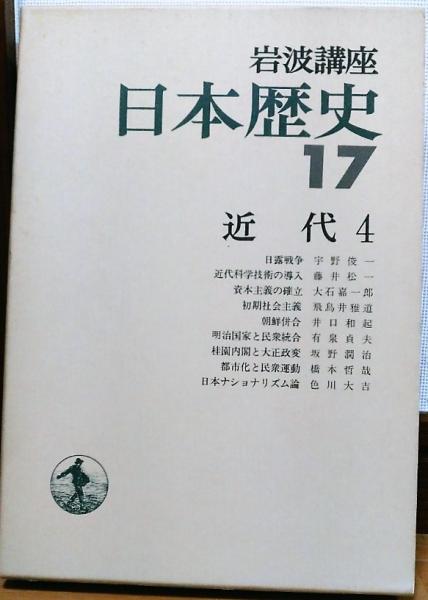 岩波講座
日本歴史
17
近代4
日露戦争 宇野俊一
近代科学技術の導入 藤井松一
資本主義の確立 大石嘉一郎
初期社会主義 飛鳥井雅道
朝鮮併合 井口和起
明治国家と民衆統合 有泉貞夫
桂園内閣と大正政変 坂野潤治
都市化と民衆運動 橋本哲哉
日本ナショナリズム論 色川大吉